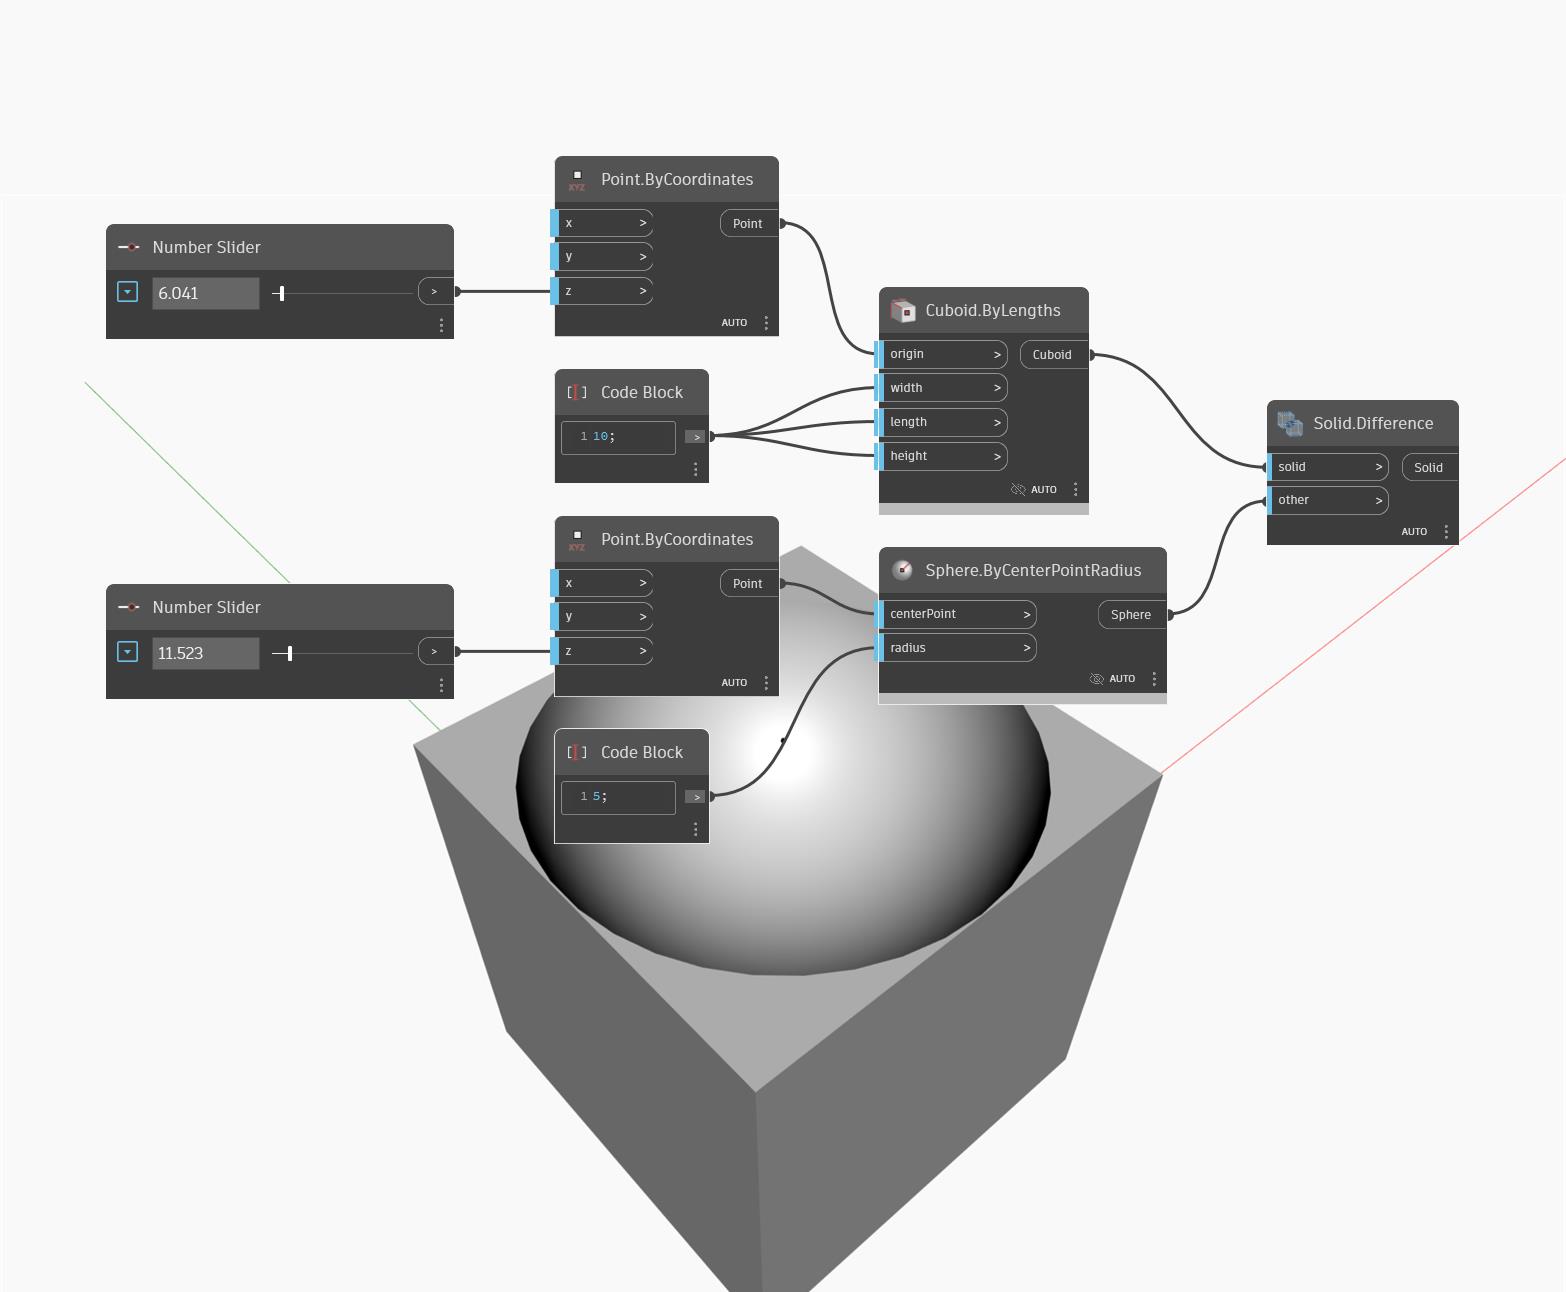 Point.ByCoordinates
XYZ
x >
Point
y >
z >
AUTO
Number Slider
6.041
>
Cuboid.ByLengths
origin >
Cuboid
width >
length >
height >
AUTO
Code Block
1 10;
>
Solid.Difference
solid >
Solid
other >
AUTO
Point.ByCoordinates
XYZ
x >
Point
y >
z >
AUTO
Sphere.ByCenterPointRadius
centerPoint >
Sphere
radius >
AUTO
Number Slider
11.523
>
Code Block
1 5;
>